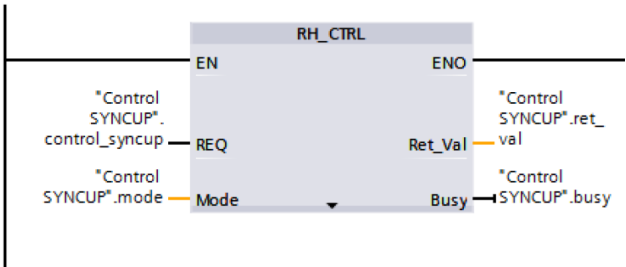 RH_CTRL
EN
ENO
"Control
SYNCUP".
control_syncup
REQ
"Control
SYNCUP".ret_
val
Ret_Val
"Control
SYNCUP".mode
Mode
"Control
SYNCUP".busy
Busy